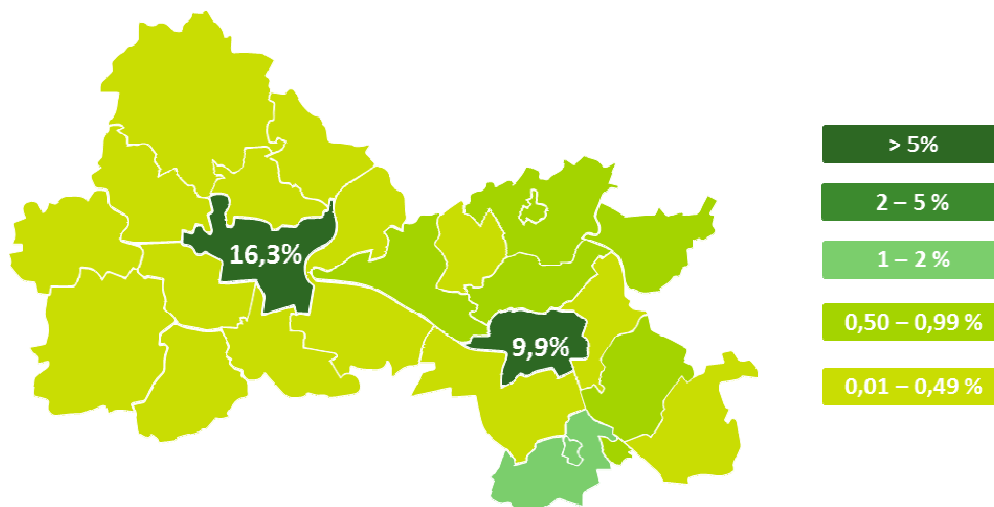 16,3%
9,9%
> 5%
2 – 5 %
1 – 2 %
0,50 – 0,99 %
0,01 – 0,49 %